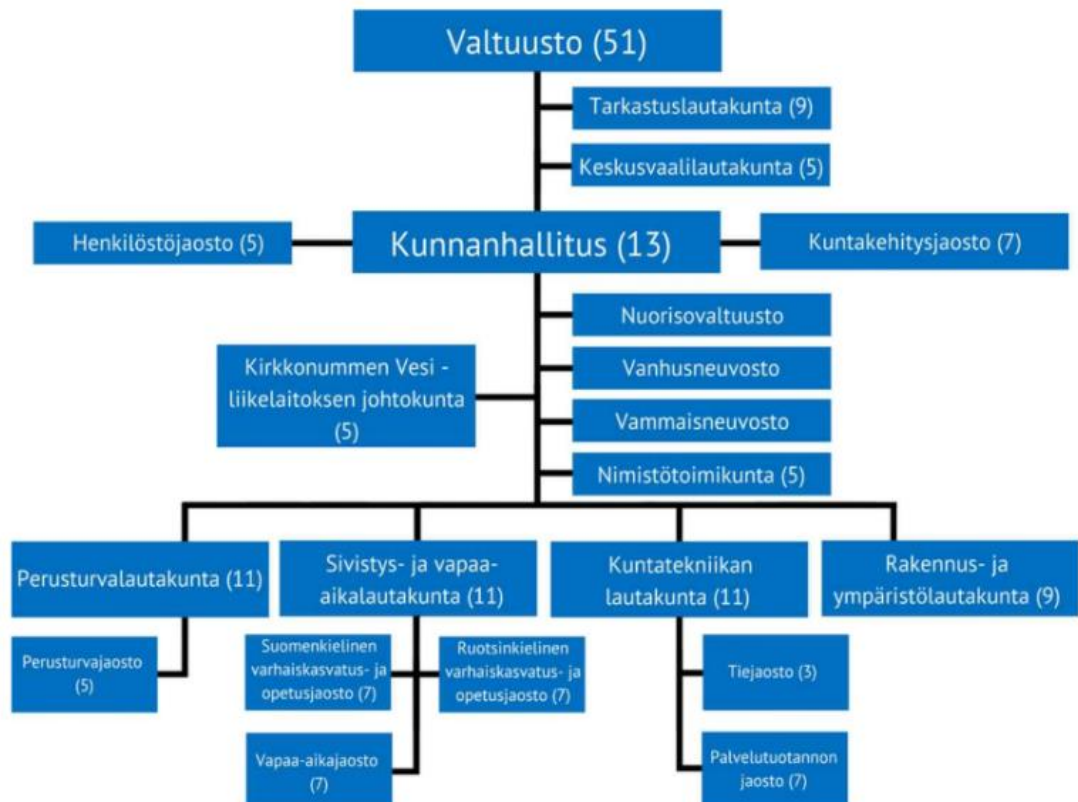 Valtuusto (51)
Tarkastuslautakunta (9)
Keskusvaalilautakunta (5)
Henkilöstöjaosto (5)
Kunnanhallitus (13)
Kuntakehitysjaosto (7)
Nuorisovaltuusto
Kirkkonummen Vesi -
liikelaitoksen johtokunta
(5)
Vanhusneuvosto
Vammaisneuvosto
Nimistötoimikunta (5)
Perusturvalautakunta (11)
Sivistys- ja vapaa-
aikalautakunta (11)
Kuntatekniikan
lautakunta (11)
Rakennus- ja
ympäristölautakunta (9)
Perusturvajaosto
(5)
Suomenkielinen
varhaiskasvatus- ja
opetusjaosto (7)
Ruotsinkielinen
varhaiskasvatus- ja
opetusjaosto (7)
Tiejaosto (3)
Vapaa-aikajaosto
(7)
Palvelutuotannon
jaosto (7)